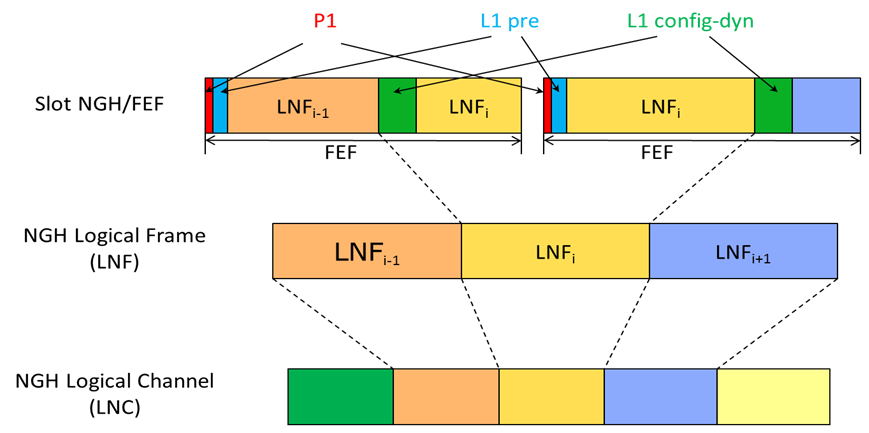 P1
L1 pre
L1 config-dyn
Slot NGH/FEF
LNFi-1
LNFi
LNFi
FEF
FEF
NGH Logical Frame
(LNF)
LNFi-1
LNFi
LNFi+1
NGH Logical Channel
(LNC)